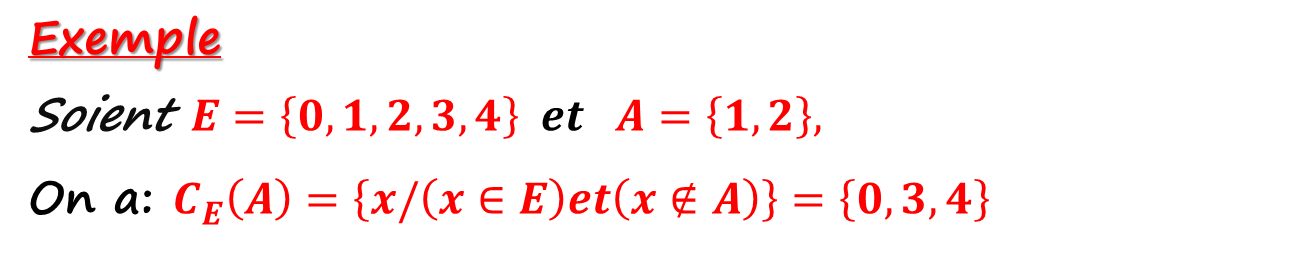 Exemple
Soient E = {0, 1, 2, 3, 4} et A = {1, 2},
On a: C_E(A) = {x/(x ∈ E)et(x ∉ A)} = {0, 3, 4}